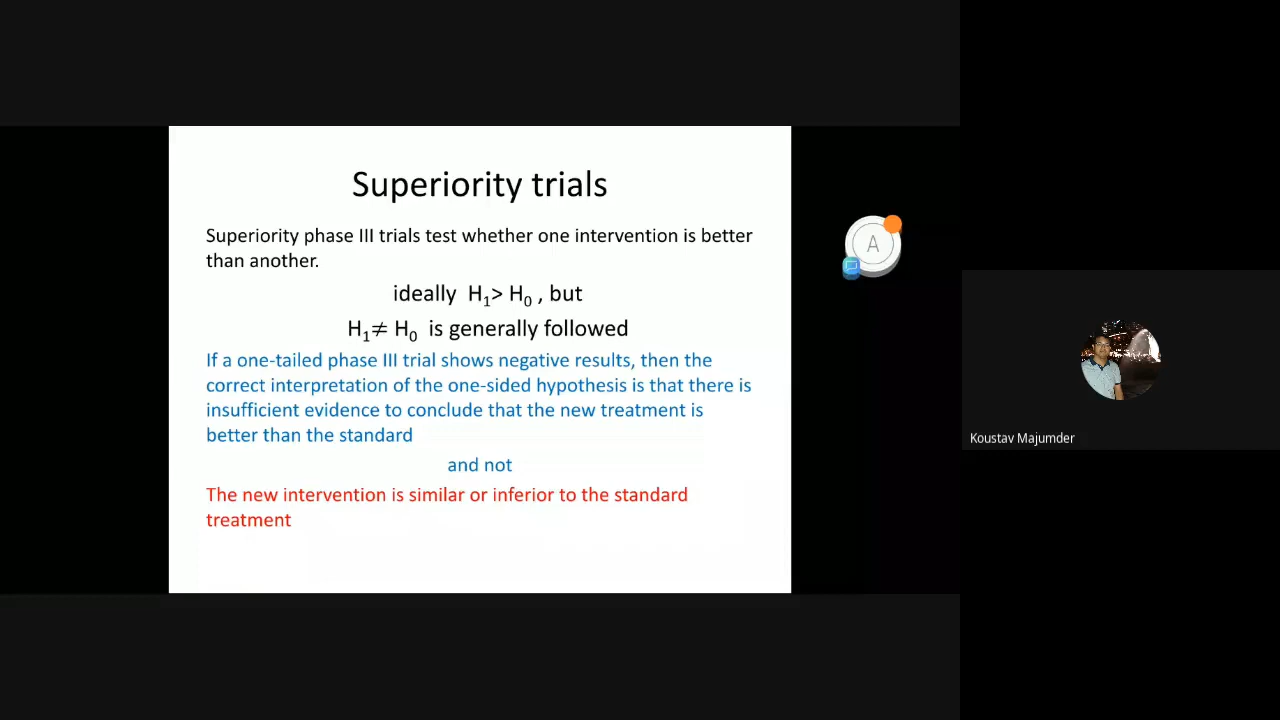 Superiority trials
Superiority phase III trials test whether one intervention is better
than another.
ideally H₁> H₀ , but
H₁≠ H₀ is generally followed
If a one-tailed phase III trial shows negative results, then the
correct interpretation of the one-sided hypothesis is that there is
insufficient evidence to conclude that the new treatment is
better than the standard
and not
The new intervention is similar or inferior to the standard
treatment
A
Koustav Majumder